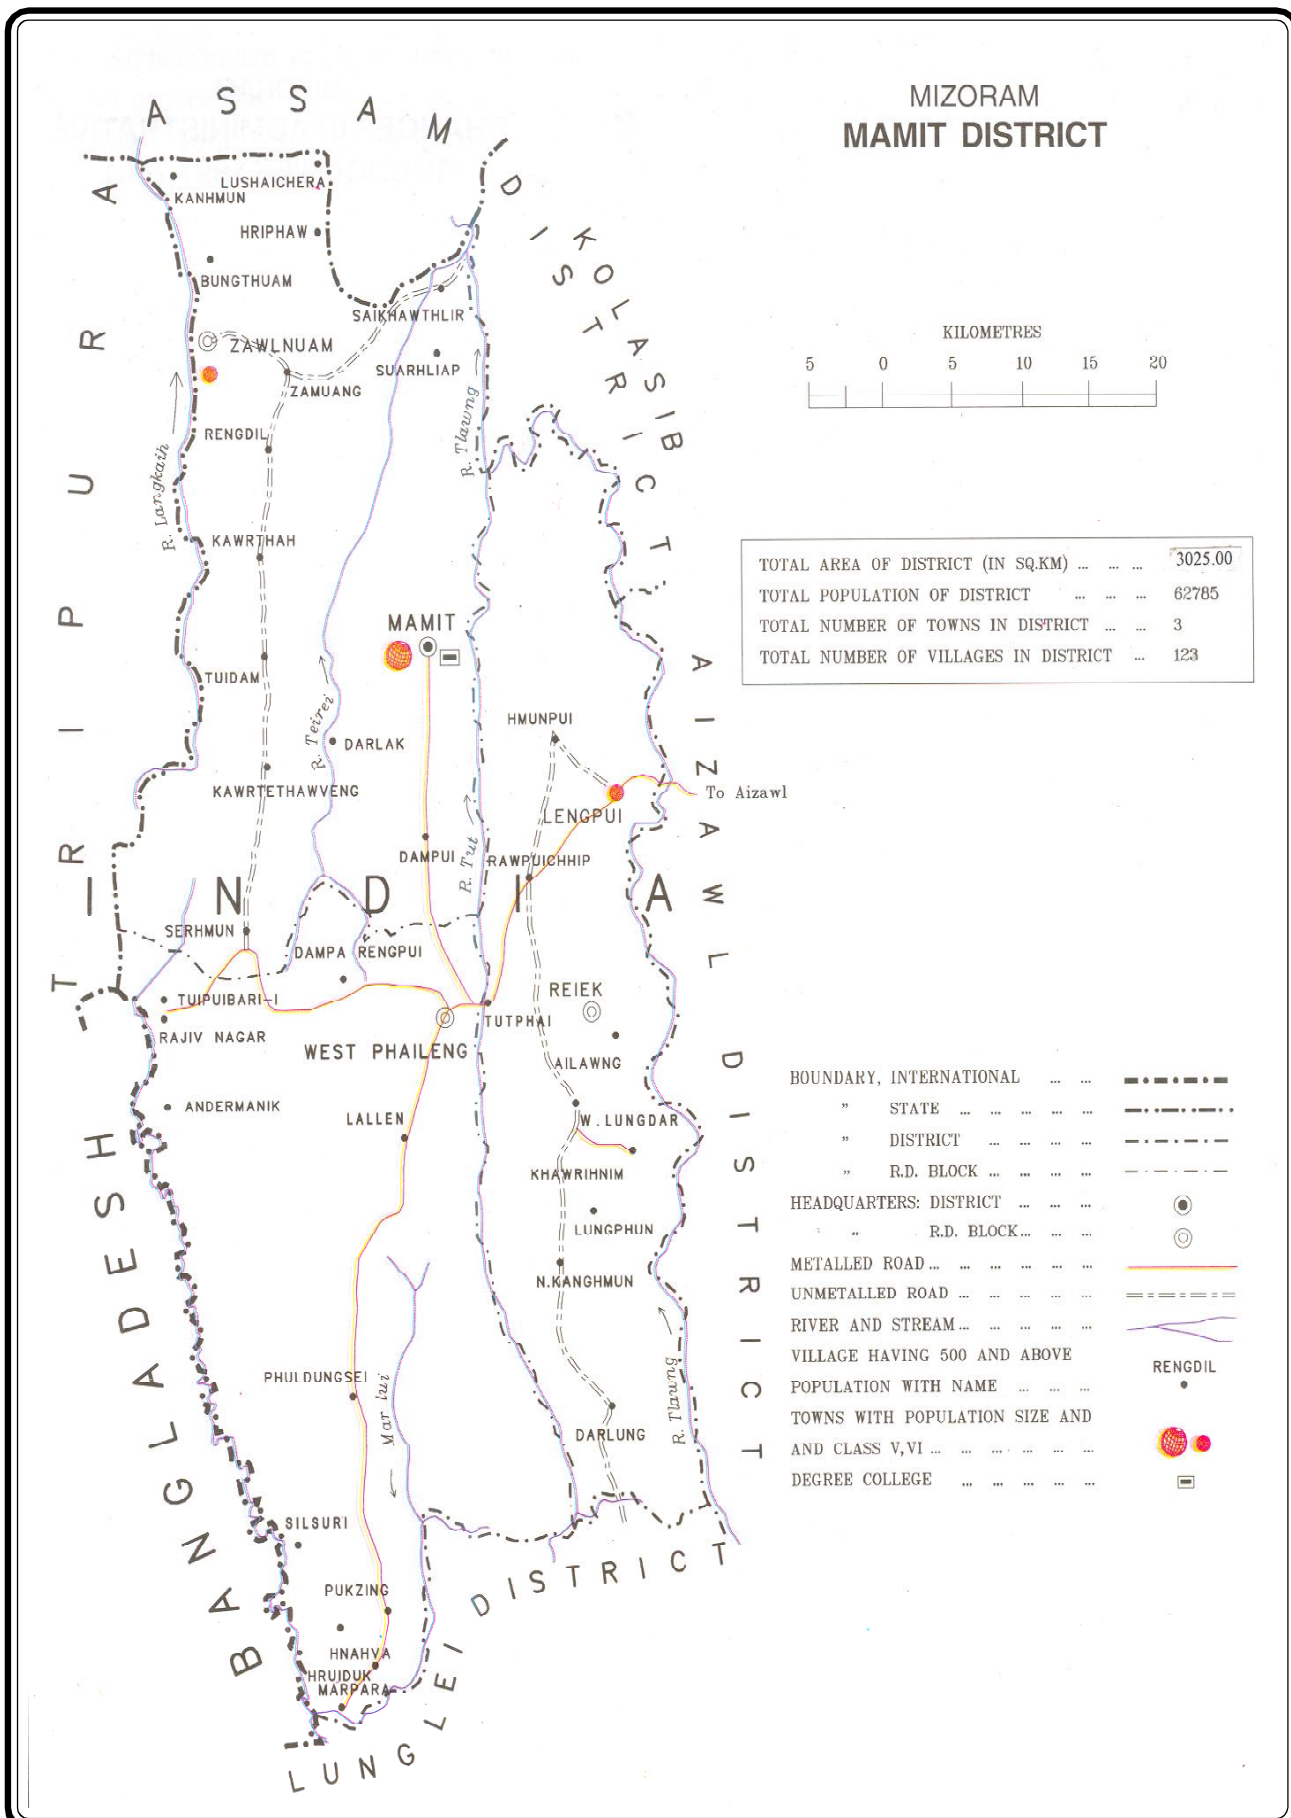 MIZORAM
MAMIT DISTRICT
ASSAM
TRIPURA
KOLASIB
DISTRICT
AIZAWL DISTRICT
BANGLADESH
LUNGLEI DISTRICT
INDIA
KILOMETRES
5 0 5 10 15 20
TOTAL AREA OF DISTRICT (IN SQ.KM) ... ... ... 3025.00
TOTAL POPULATION OF DISTRICT ... ... ... 62785
TOTAL NUMBER OF TOWNS IN DISTRICT ... ... 3
TOTAL NUMBER OF VILLAGES IN DISTRICT ... 123
LUSHAICHERA
KANHMUN
HRIPHAW
BUNGTHUAM
SAIKHAWTHLIR
ZAWLNUAM
SUARHLIAP
ZAMUANG
RENGDIL
R. Tlawng
R. Langkaih
KAWRTHAH
MAMIT
TUIDAM
R. Teirei
DARLAK
HMUNPUI
KAWRTETHAWVENG
To Aizawl
LENGPUI
DAMPUI
R. Tut
RAWPUICHHIP
SERHMUN
DAMPA RENGPUI
REIEK
TUIPUIBARI-I
TUTPHAI
RAJIV NAGAR
WEST PHAILENG
AILAWNG
ANDERMANIK
LALLEN
W. LUNGDAR
KHAWRIHNIM
LUNGPHUN
N.KANGHMUN
PHULDUNGSEI
Mar lui
R. Tlawng
DARLUNG
SILSURI
PUKZING
HNAHVA
HRUIDUK
MARPARA
BOUNDARY, INTERNATIONAL ... ...
" STATE ... ... ... ... ...
" DISTRICT ... ... ... ...
" R.D. BLOCK ... ... ... ...
HEADQUARTERS: DISTRICT ... ... ...
" R.D. BLOCK... ... ...
METALLED ROAD ... ... ... ... ... ...
UNMETALLED ROAD ... ... ... ... ...
RIVER AND STREAM ... ... ... ... ...
VILLAGE HAVING 500 AND ABOVE RENGDIL
POPULATION WITH NAME ... ... ...
TOWNS WITH POPULATION SIZE AND
AND CLASS V,VI ... ... ... ... ... ...
DEGREE COLLEGE ... ... ... ... ...